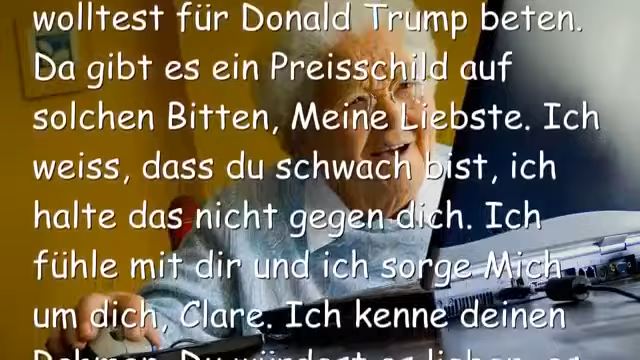 wolltest für Donald Trump beten.
Da gibt es ein Preisschild auf
solchen Bitten, Meine Liebste. Ich
weiss, dass du schwach bist, ich
halte das nicht gegen dich. Ich
fühle mit dir und ich sorge Mich
um dich, Clare. Ich kenne deinen